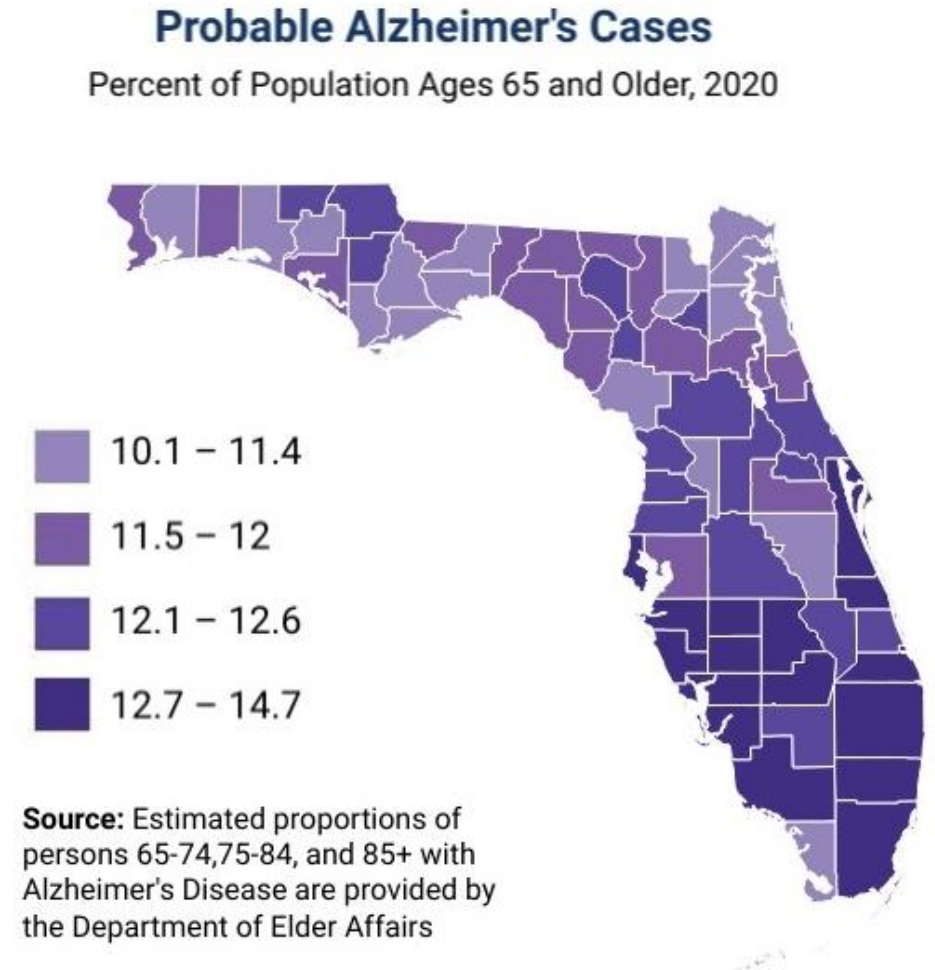 Probable Alzheimer's Cases
Percent of Population Ages 65 and Older, 2020
10.1 – 11.4
11.5 – 12
12.1 – 12.6
12.7 – 14.7
Source: Estimated proportions of
persons 65-74,75-84, and 85+ with
Alzheimer's Disease are provided by
the Department of Elder Affairs